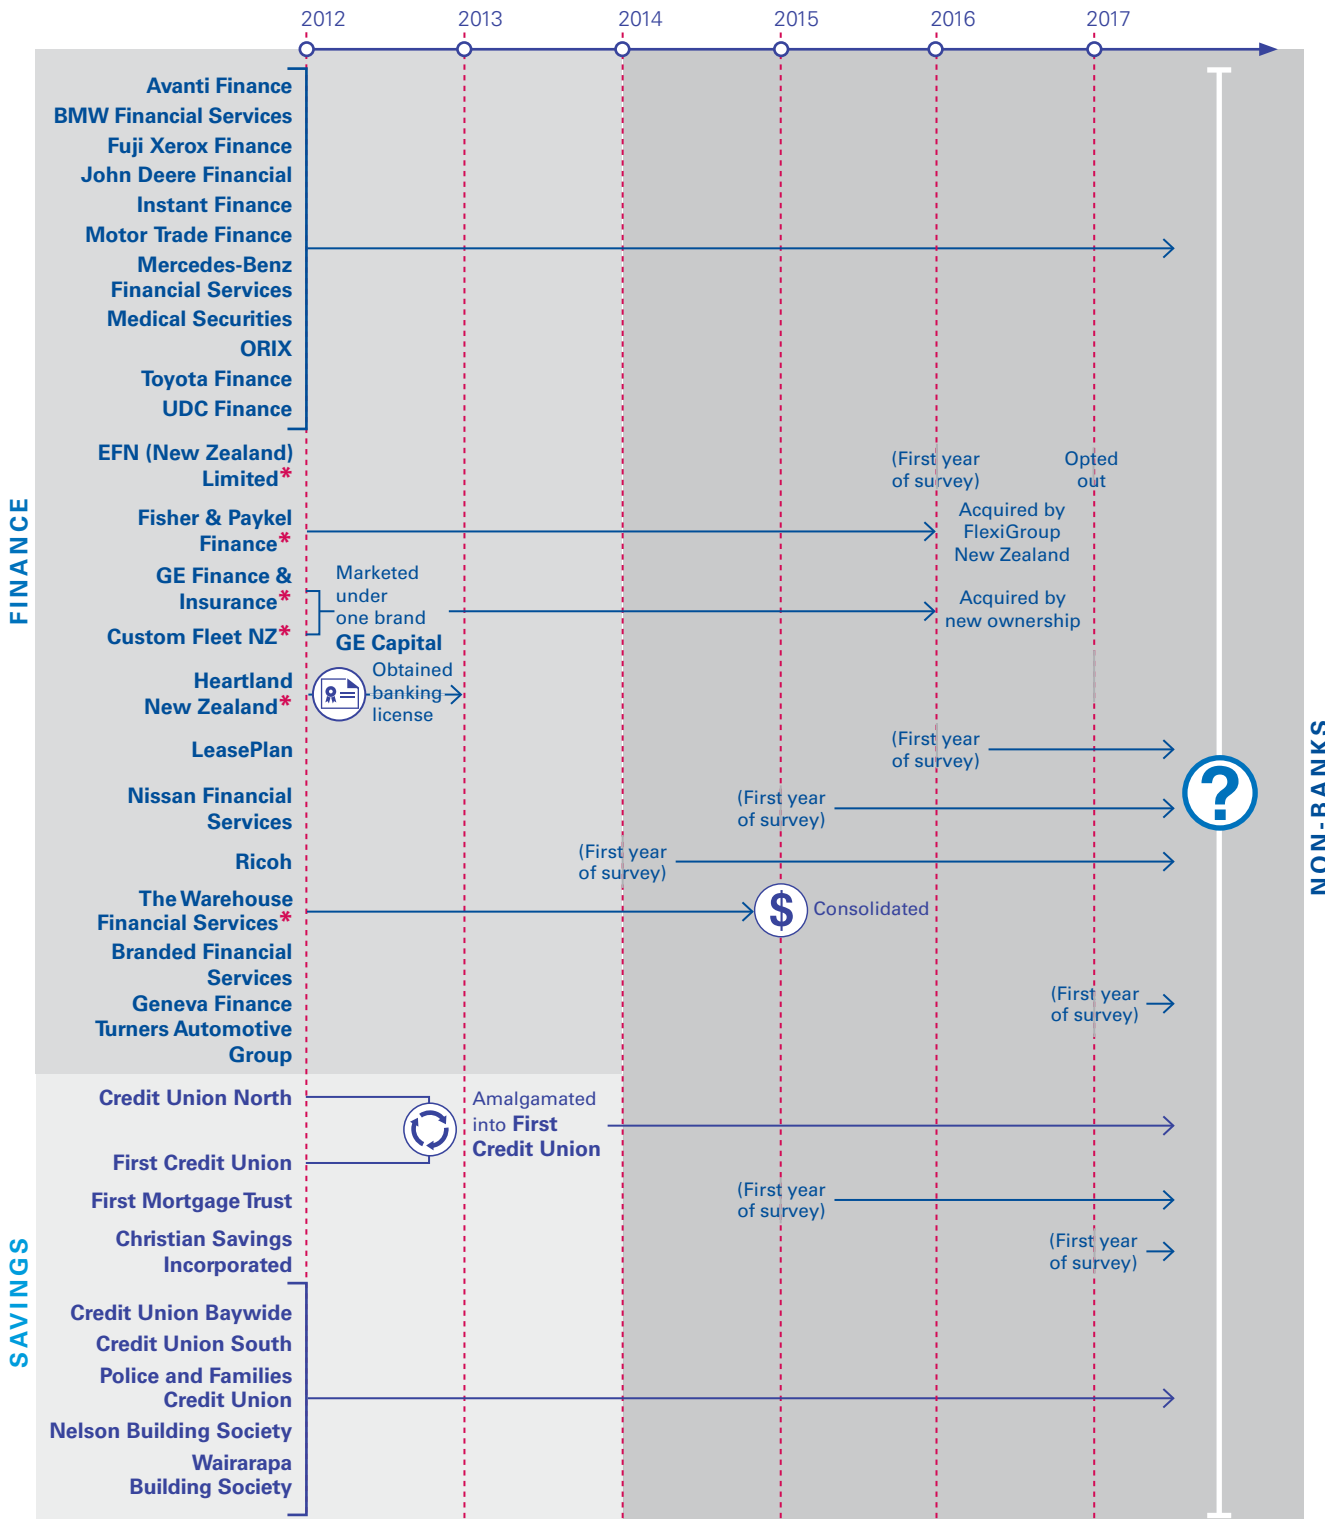 2012 2013 2014 2015 2016 2017
FINANCE
Avanti Finance
BMW Financial Services
Fuji Xerox Finance
John Deere Financial
Instant Finance
Motor Trade Finance
Mercedes-Benz
Financial Services
Medical Securities
ORIX
Toyota Finance
UDC Finance
EFN (New Zealand)
Limited*
(First year
of survey)
Opted
out
Fisher & Paykel
Finance*
Acquired by
FlexiGroup
New Zealand
GE Finance &
Insurance*
Custom Fleet NZ*
Marketed
under
one brand
GE Capital
Acquired by
new ownership
Heartland
New Zealand*
Obtained
banking
license
LeasePlan
(First year
of survey)
Nissan Financial
Services
(First year
of survey)
Ricoh
(First year
of survey)
The Warehouse
Financial Services*
$
Consolidated
Branded Financial
Services
Geneva Finance
Turners Automotive
Group
(First year
of survey)
SAVINGS
Credit Union North
First Credit Union
Amalgamated
into First
Credit Union
First Mortgage Trust
(First year
of survey)
Christian Savings
Incorporated
(First year
of survey)
Credit Union Baywide
Credit Union South
Police and Families
Credit Union
Nelson Building Society
Wairarapa
Building Society
?
NON-BANKS